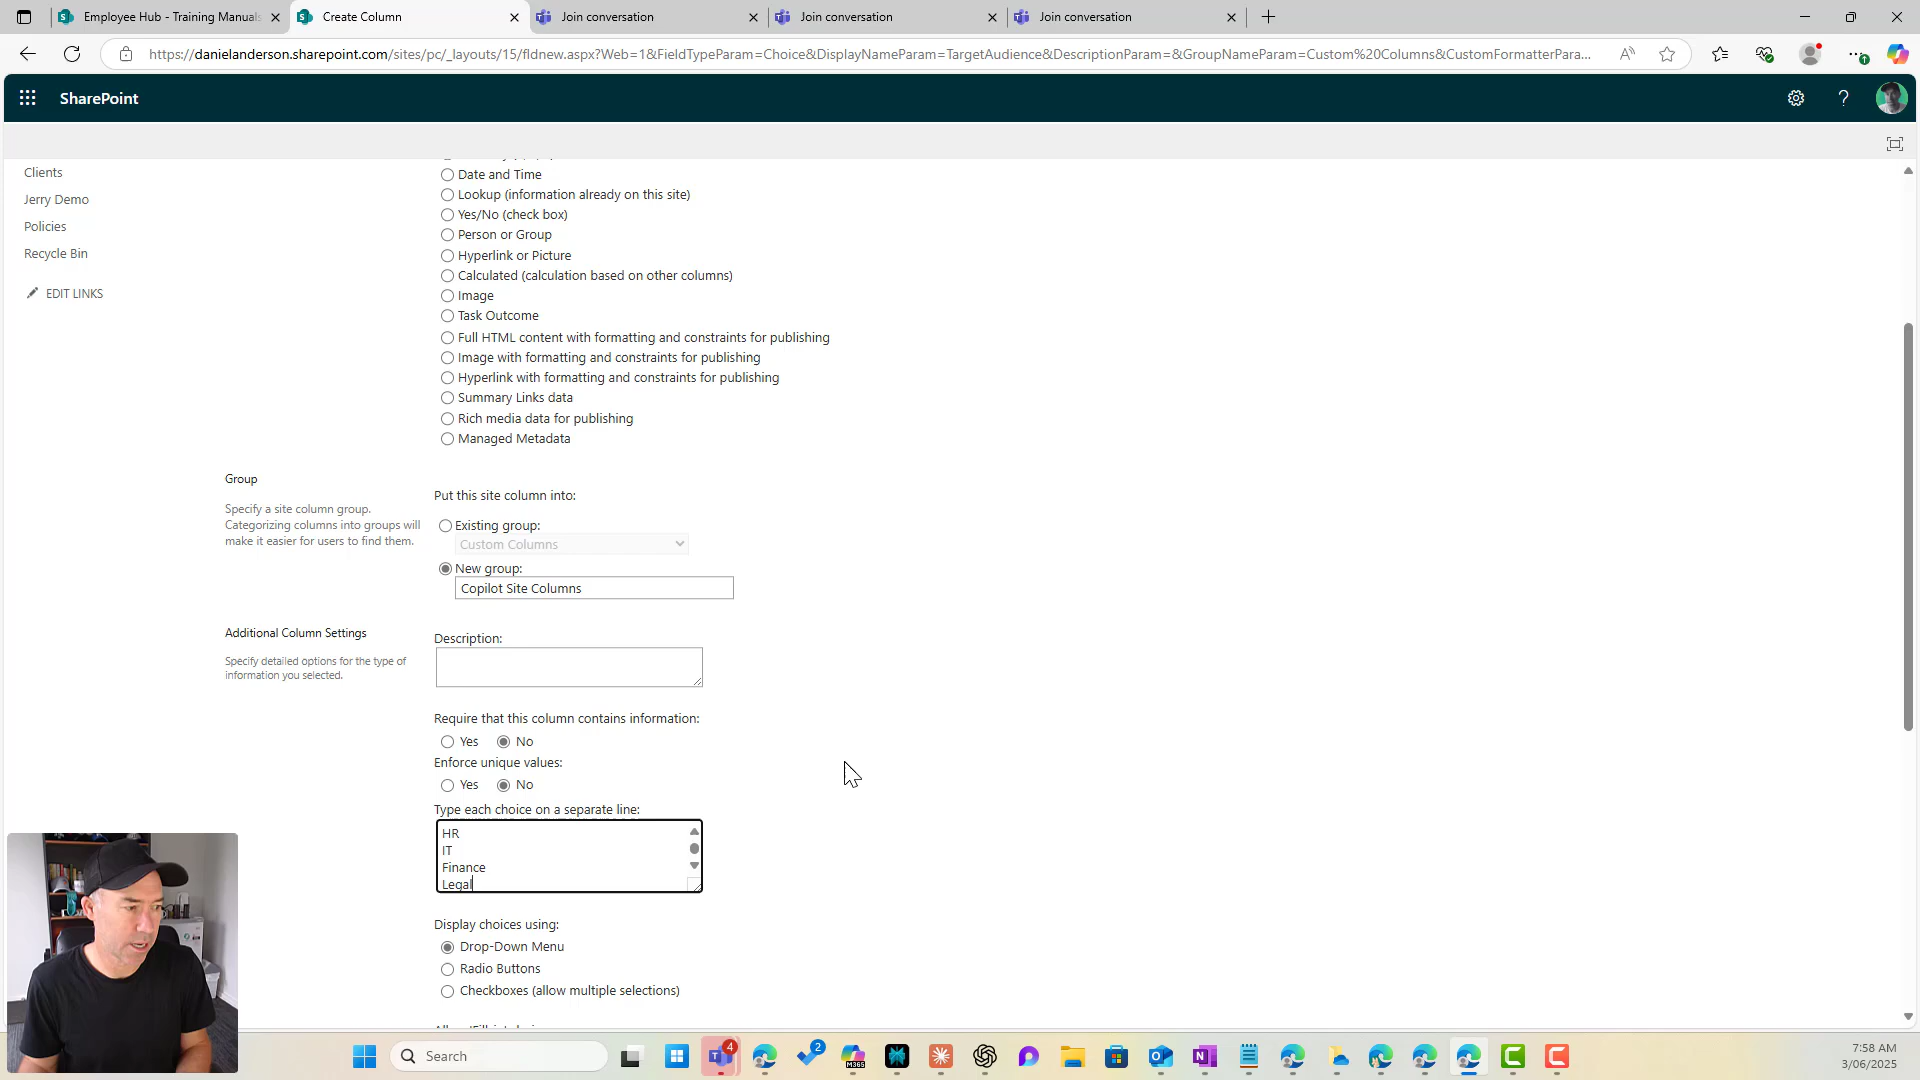 Employee Hub - Training Manuals
Create Column
Join conversation
Join conversation
Join conversation
https://danielanderson.sharepoint.com/sites/pc/_layouts/15/fldnew.aspx?Web=1&FieldTypeParam=Choice&DisplayNameParam=TargetAudience&DescriptionParam=&GroupNameParam=Custom%20Columns&CustomFormatterPara...
SharePoint
Clients
Jerry Demo
Policies
Recycle Bin
EDIT LINKS
Date and Time
Lookup (information already on this site)
Yes/No (check box)
Person or Group
Hyperlink or Picture
Calculated (calculation based on other columns)
Image
Task Outcome
Full HTML content with formatting and constraints for publishing
Image with formatting and constraints for publishing
Hyperlink with formatting and constraints for publishing
Summary Links data
Rich media data for publishing
Managed Metadata
Group
Specify a site column group.
Categorizing columns into groups will
make it easier for users to find them.
Put this site column into:
Existing group:
Custom Columns
New group:
Copilot Site Columns
Additional Column Settings
Specify detailed options for the type of
information you selected.
Description:
Require that this column contains information:
Yes No
Enforce unique values:
Yes No
Type each choice on a separate line:
HR
IT
Finance
Legal
Display choices using:
Drop-Down Menu
Radio Buttons
Checkboxes (allow multiple selections)
Search
4
2
M365
7:58 AM
3/06/2025